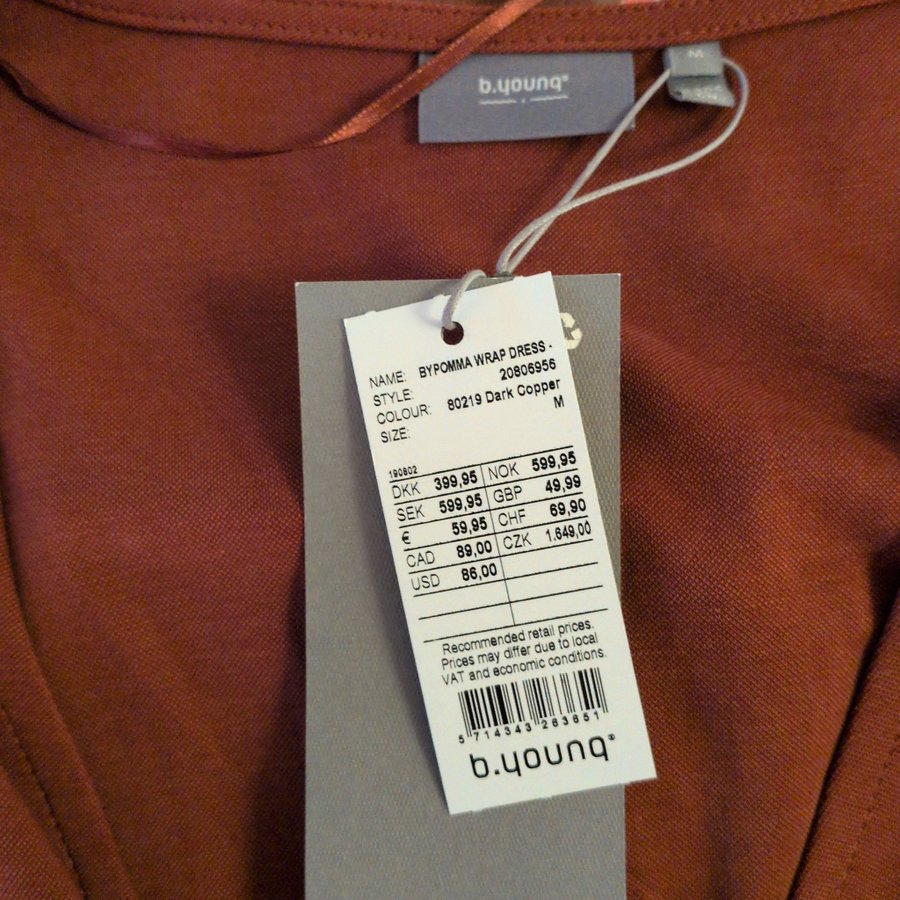 b.young®
M
NAME: BYPOMMA WRAP DRESS -
STYLE: 20806956
COLOUR: 80219 Dark Copper
SIZE: M
190802
DKK 399,95 NOK 599,95
SEK 599,95 GBP 49,99
€ 59,95 CHF 69,90
CAD 89,00 CZK 1.649,00
USD 86,00
Recommended retail prices.
Prices may differ due to local
VAT and economic conditions.
5 714343 263651
b.young®